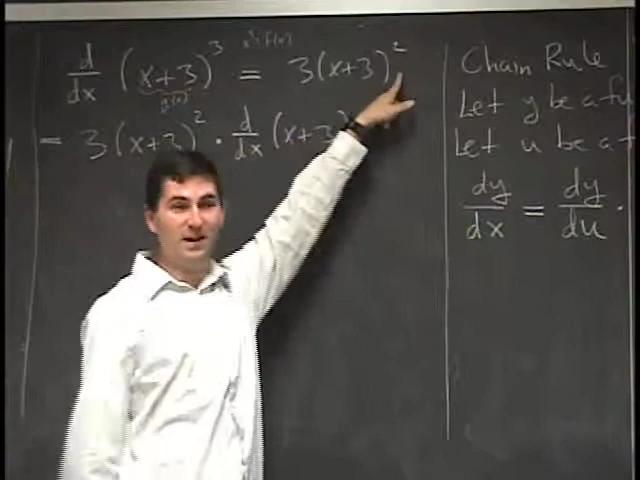 d/dx (x+3)³ = 3(x+3)²
= 3(x+3)² · d/dx (x+3)
Chain Rule
Let y be a
Let u be a
dy/dx = dy/du ·